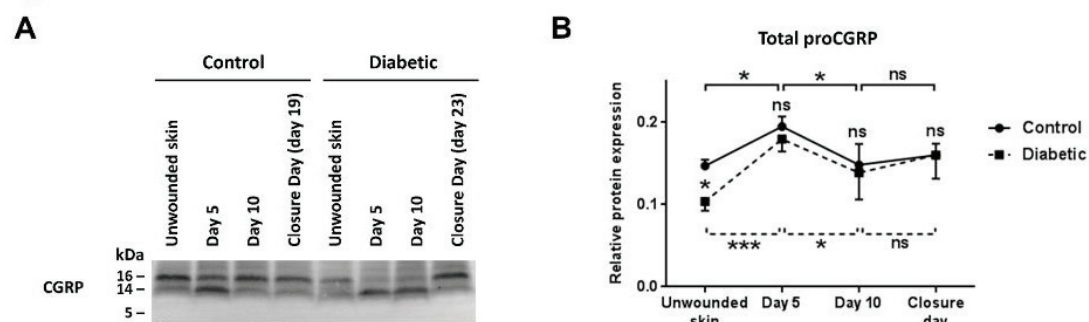 A
Control
Diabetic
Unwounded skin
Day 5
Day 10
Closure Day (day 19)
Unwounded skin
Day 5
Day 10
Closure Day (day 23)
kDa
16 –
14 –
5 –
CGRP
B
Total proCGRP
* * ns
ns
ns
ns
*
*** * ns
Relative protein expression
0.2
0.1
0.0
Unwounded
skin
Day 5
Day 10
Closure
day
Control
Diabetic